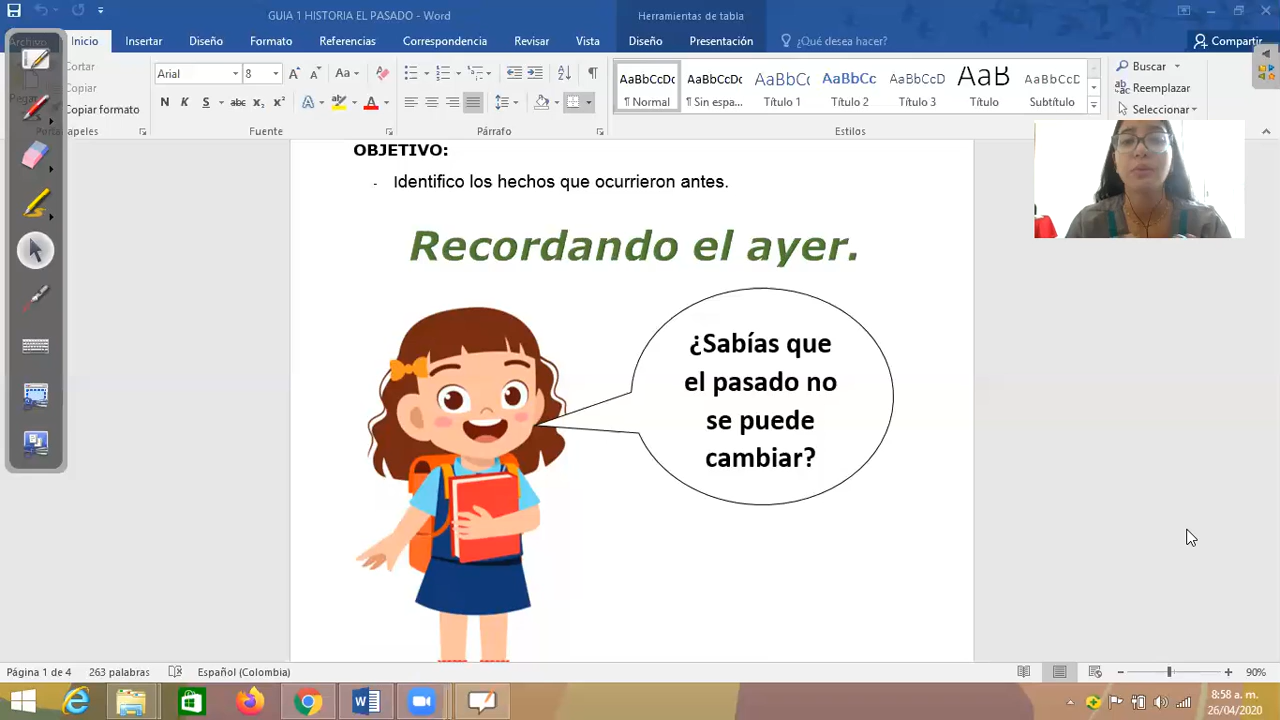 GUIA 1 HISTORIA EL PASADO - Word
Herramientas de tabla
Archivo Inicio Insertar Diseño Formato Referencias Correspondencia Revisar Vista Diseño Presentación ¿Qué desea hacer? Compartir
Cortar
Copiar
Copiar formato
Arial 8
Portapapeles
Fuente
Párrafo
AaBbCcDc AaBbCcDc AaBbCc AaBbCc AaBbCcD AaB AaBbCcD
¶ Normal ¶ Sin espa... Título 1 Título 2 Título 3 Título Subtítulo
Estilos
Buscar
Reemplazar
Seleccionar
OBJETIVO:
- Identifico los hechos que ocurrieron antes.
Recordando el ayer.
¿Sabías que
el pasado no
se puede
cambiar?
Página 1 de 4 263 palabras Español (Colombia) 90%
8:58 a. m.
26/04/2020